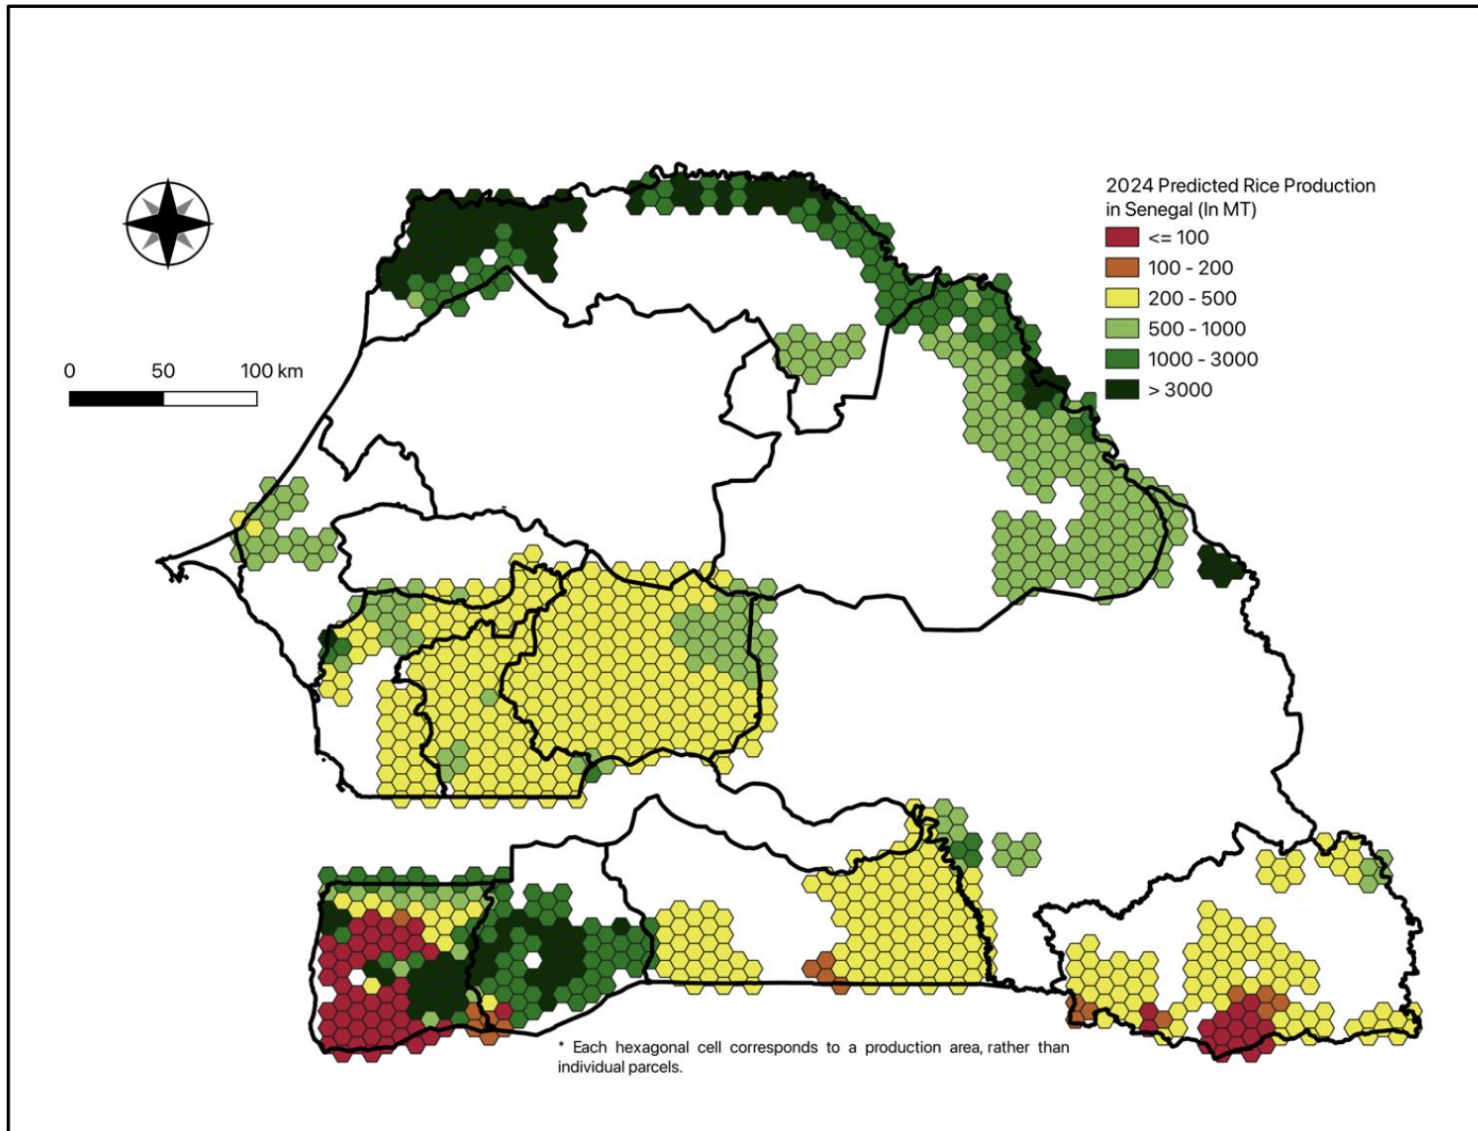 2024 Predicted Rice Production
in Senegal (In MT)
<= 100
100 - 200
200 - 500
500 - 1000
1000 - 3000
> 3000
0 50 100 km
* Each hexagonal cell corresponds to a production area, rather than
individual parcels.